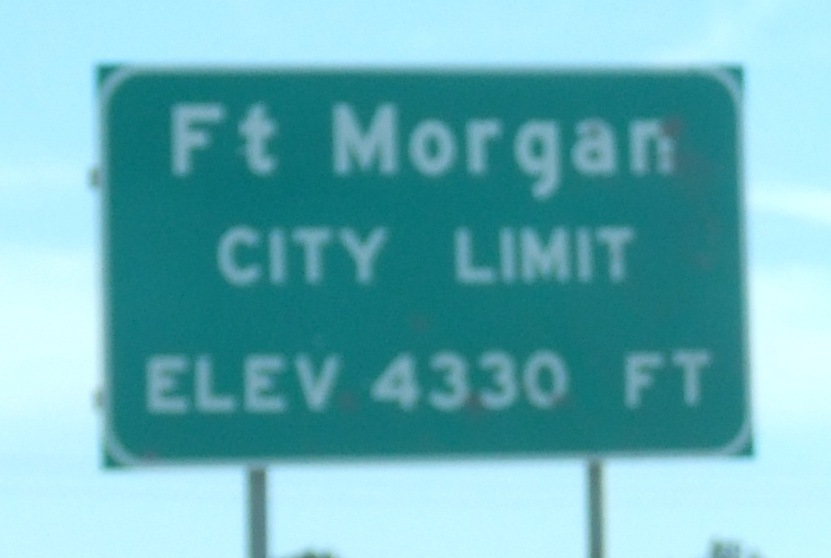 Ft Morgan
CITY LIMIT
ELEV 4330 FT